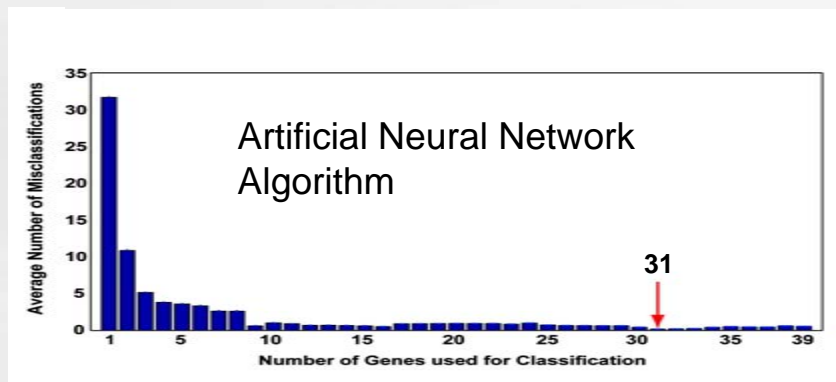 Artificial Neural Network
Algorithm
Average Number of Misclassifications
35
30
25
20
15
10
5
0
31
1 5 10 15 20 25 30 35 39
Number of Genes used for Classification